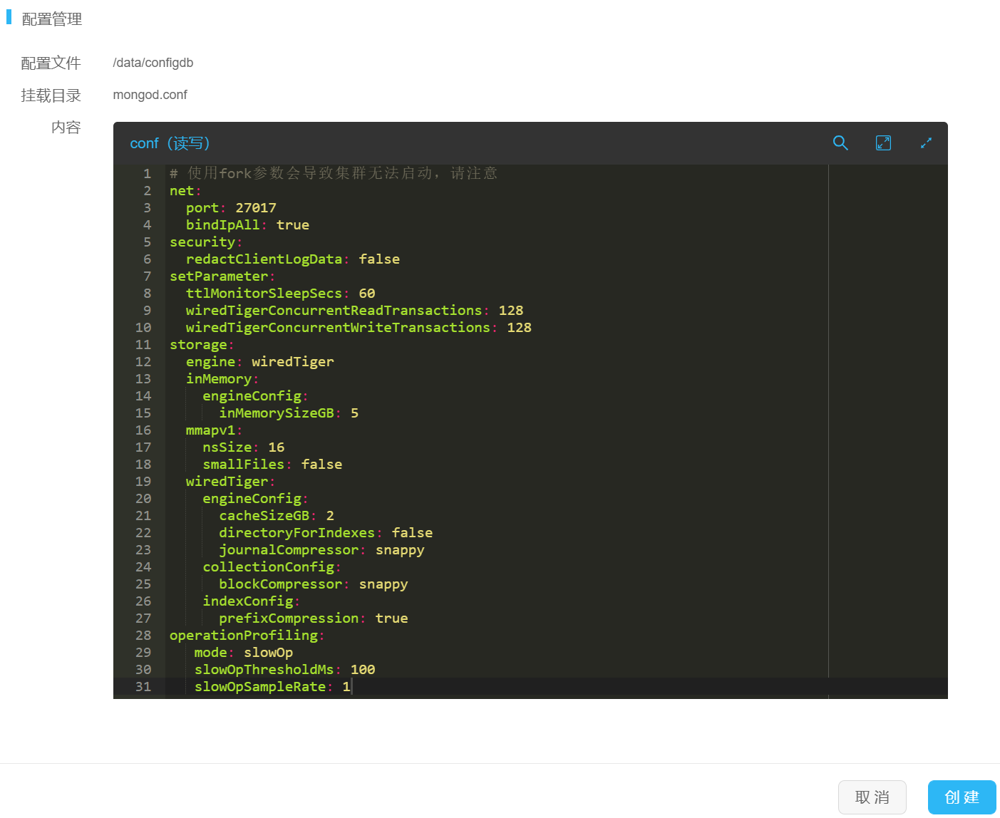 配置管理
配置文件 /data/configdb
挂载目录 mongod.conf
内容
conf（读写）
1 # 使用fork参数会导致集群无法启动，请注意
2 net:
3   port: 27017
4   bindIpAll: true
5 security:
6   redactClientLogData: false
7 setParameter:
8   ttlMonitorSleepSecs: 60
9   wiredTigerConcurrentReadTransactions: 128
10   wiredTigerConcurrentWriteTransactions: 128
11 storage:
12   engine: wiredTiger
13   inMemory:
14     engineConfig:
15       inMemorySizeGB: 5
16   mmapv1:
17     nsSize: 16
18     smallFiles: false
19   wiredTiger:
20     engineConfig:
21       cacheSizeGB: 2
22       directoryForIndexes: false
23       journalCompressor: snappy
24     collectionConfig:
25       blockCompressor: snappy
26     indexConfig:
27       prefixCompression: true
28 operationProfiling:
29    mode: slowOp
30    slowOpThresholdMs: 100
31    slowOpSampleRate: 1
取消 创建